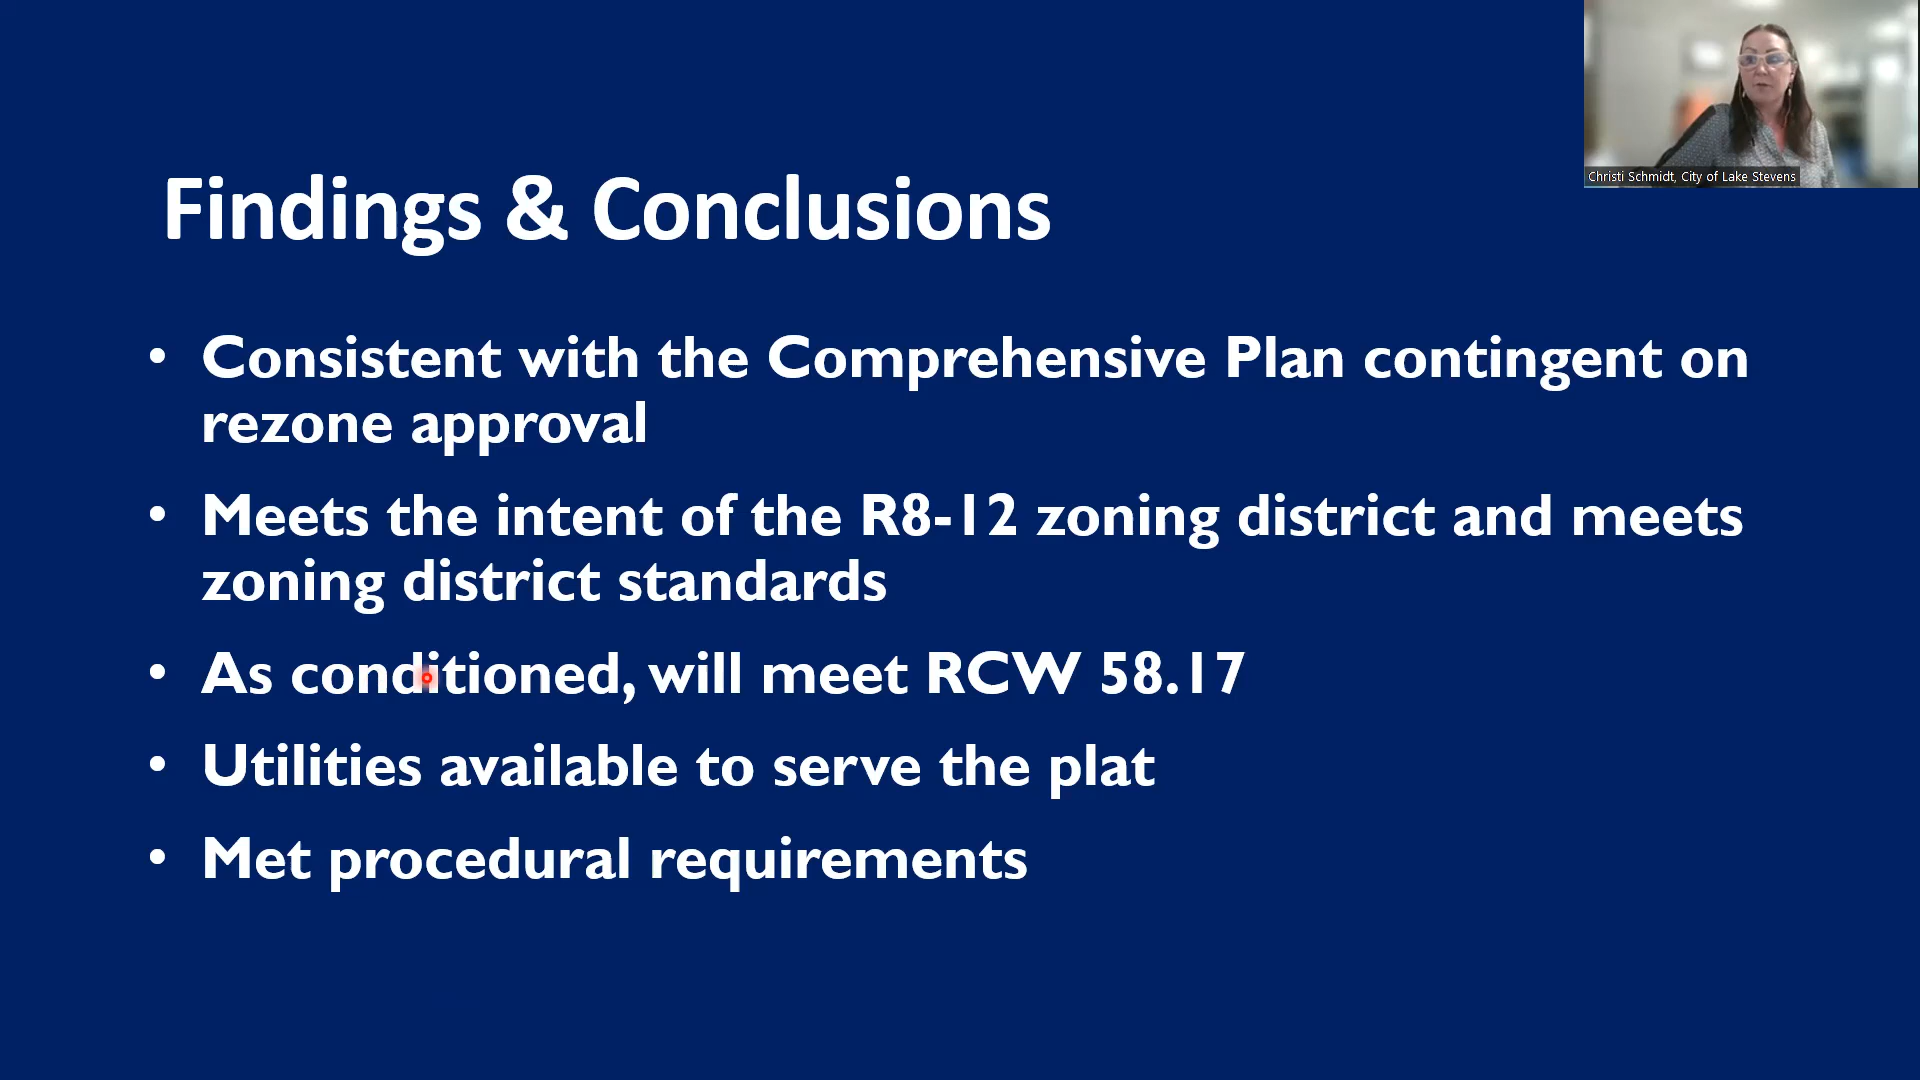 Christi Schmidt, City of Lake Stevens
Findings & Conclusions
• Consistent with the Comprehensive Plan contingent on
rezone approval
• Meets the intent of the R8-12 zoning district and meets
zoning district standards
• As conditioned, will meet RCW 58.17
• Utilities available to serve the plat
• Met procedural requirements